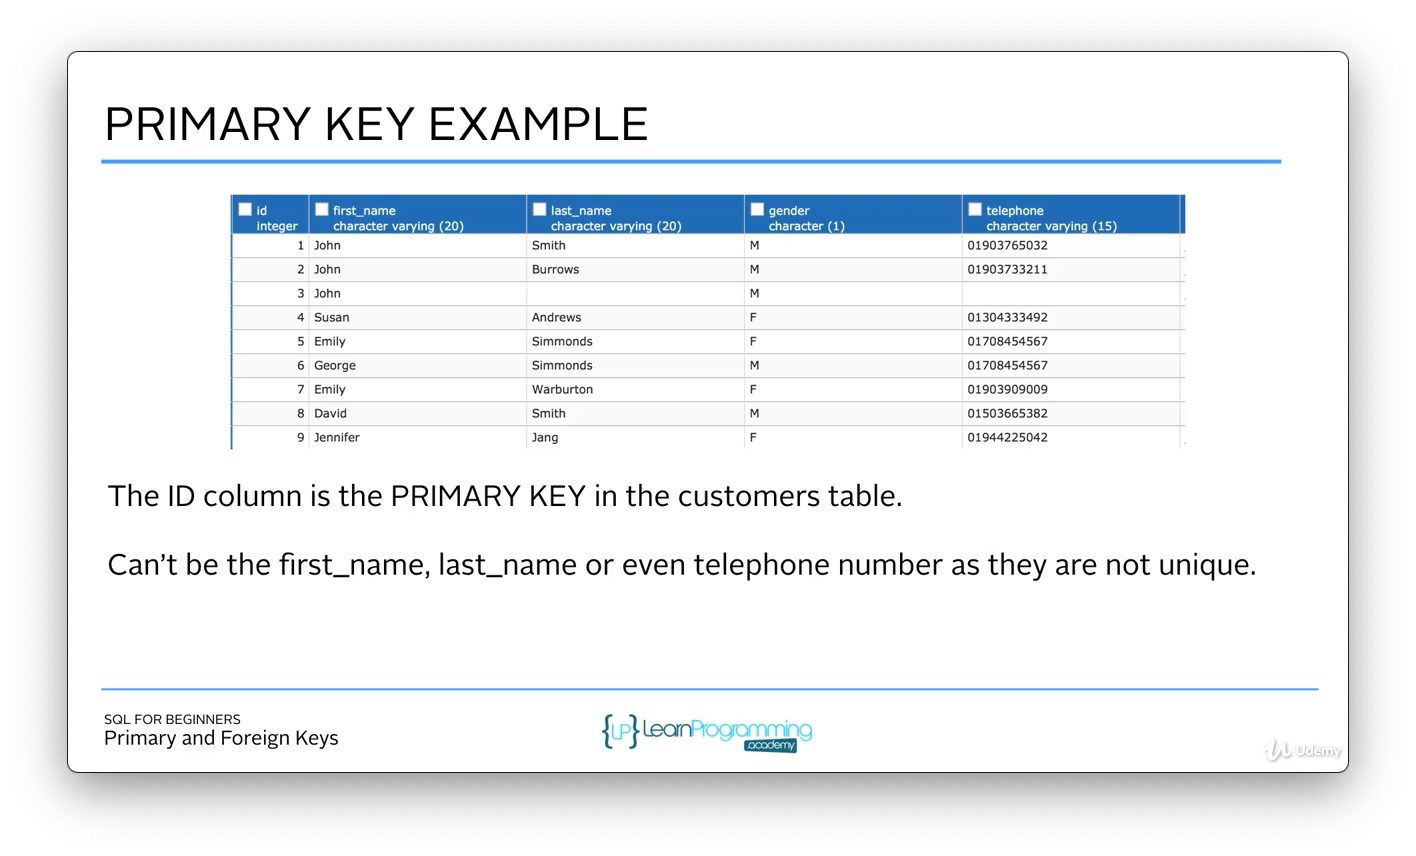 PRIMARY KEY EXAMPLE
id first_name last_name gender telephone
integer character varying (20) character varying (20) character (1) character varying (15)
1 John Smith M 01903765032
2 John Burrows M 01903733211
3 John M
4 Susan Andrews F 01304333492
5 Emily Simmonds F 01708454567
6 George Simmonds M 01708454567
7 Emily Warburton F 01903909009
8 David Smith M 01503665382
9 Jennifer Jang F 01944225042
The ID column is the PRIMARY KEY in the customers table.
Can’t be the first_name, last_name or even telephone number as they are not unique.
SQL FOR BEGINNERS
Primary and Foreign Keys
{LP} LearnProgramming
.academy
Udemy